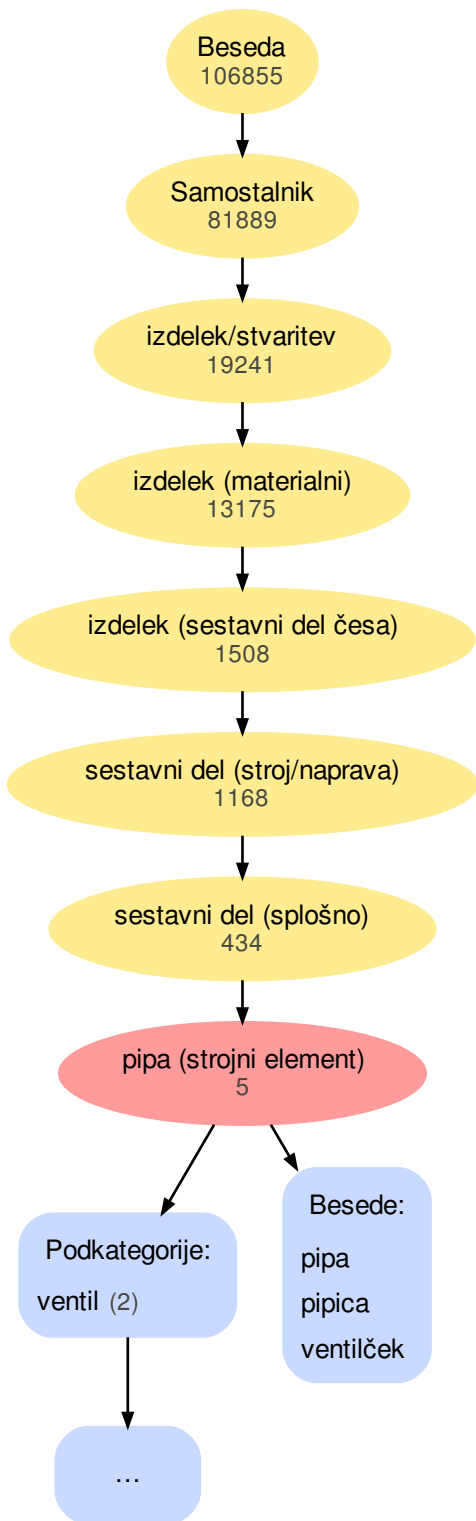 Beseda
106855
Samostalnik
81889
izdelek/stvaritev
19241
izdelek (materialni)
13175
izdelek (sestavni del česa)
1508
sestavni del (stroj/naprava)
1168
sestavni del (splošno)
434
pipa (strojni element)
5
Podkategorije:
ventil (2)
...
Besede:
pipa
pipica
ventilček